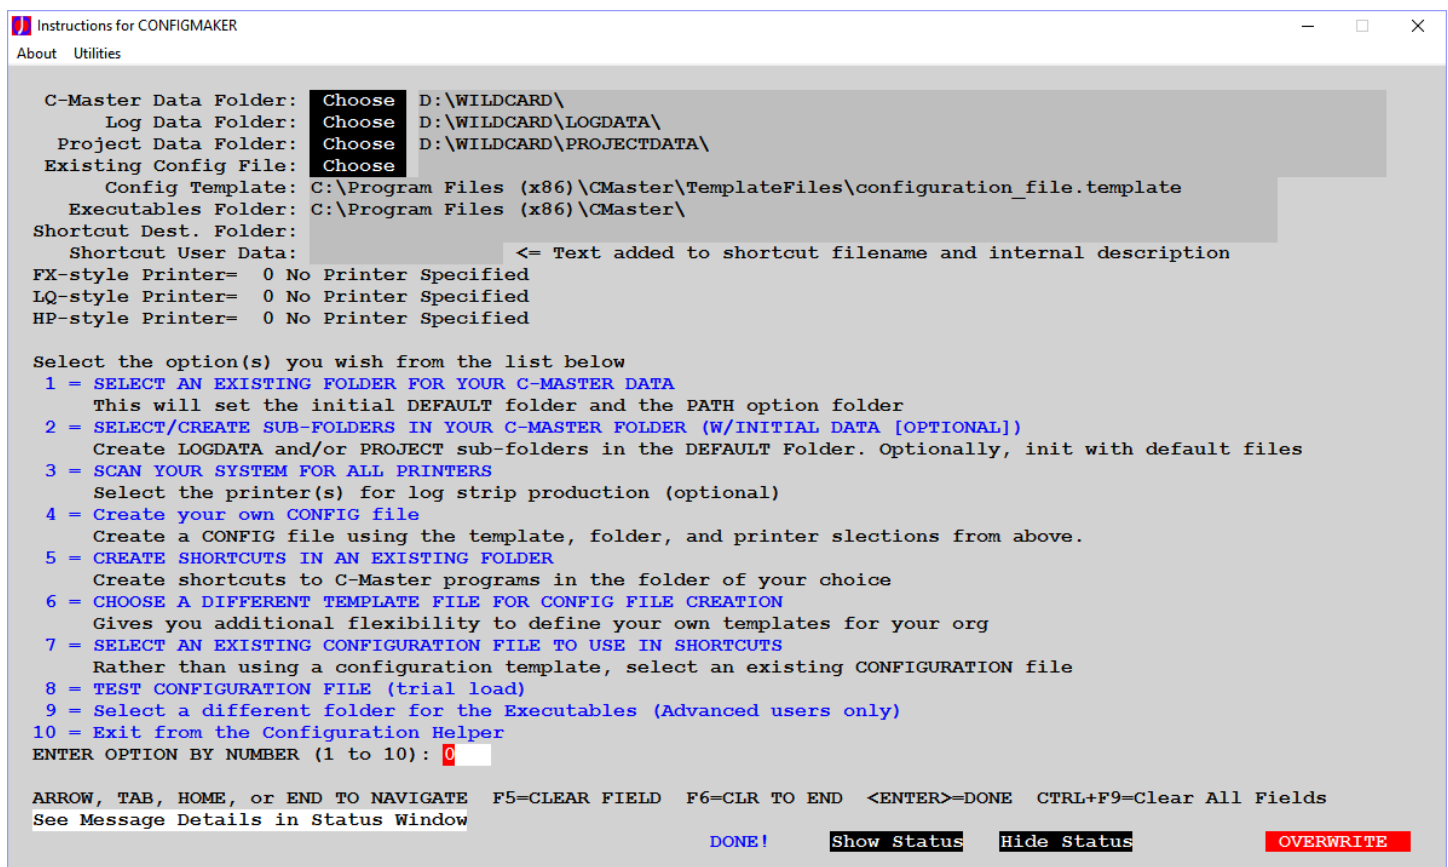 Instructions for CONFIGMAKER
About Utilities
C-Master Data Folder: Choose D:\WILDCARD\
Log Data Folder: Choose D:\WILDCARD\LOGDATA\
Project Data Folder: Choose D:\WILDCARD\PROJECTDATA\
Existing Config File: Choose
Config Template: C:\Program Files (x86)\CMaster\TemplateFiles\configuration_file.template
Executables Folder: C:\Program Files (x86)\CMaster\
Shortcut Dest. Folder:
Shortcut User Data: <= Text added to shortcut filename and internal description
FX-style Printer= 0 No Printer Specified
LQ-style Printer= 0 No Printer Specified
HP-style Printer= 0 No Printer Specified
Select the option(s) you wish from the list below
1 = SELECT AN EXISTING FOLDER FOR YOUR C-MASTER DATA
This will set the initial DEFAULT folder and the PATH option folder
2 = SELECT/CREATE SUB-FOLDERS IN YOUR C-MASTER FOLDER (W/INITIAL DATA [OPTIONAL])
Create LOGDATA and/or PROJECT sub-folders in the DEFAULT Folder. Optionally, init with default files
3 = SCAN YOUR SYSTEM FOR ALL PRINTERS
Select the printer(s) for log strip production (optional)
4 = Create your own CONFIG file
Create a CONFIG file using the template, folder, and printer slections from above.
5 = CREATE SHORTCUTS IN AN EXISTING FOLDER
Create shortcuts to C-Master programs in the folder of your choice
6 = CHOOSE A DIFFERENT TEMPLATE FILE FOR CONFIG FILE CREATION
Gives you additional flexibility to define your own templates for your org
7 = SELECT AN EXISTING CONFIGURATION FILE TO USE IN SHORTCUTS
Rather than using a configuration template, select an existing CONFIGURATION file
8 = TEST CONFIGURATION FILE (trial load)
9 = Select a different folder for the Executables (Advanced users only)
10 = Exit from the Configuration Helper
ENTER OPTION BY NUMBER (1 to 10): 0
ARROW, TAB, HOME, or END TO NAVIGATE F5=CLEAR FIELD F6=CLR TO END <ENTER>=DONE CTRL+F9=Clear All Fields
See Message Details in Status Window
DONE! Show Status Hide Status OVERWRITE